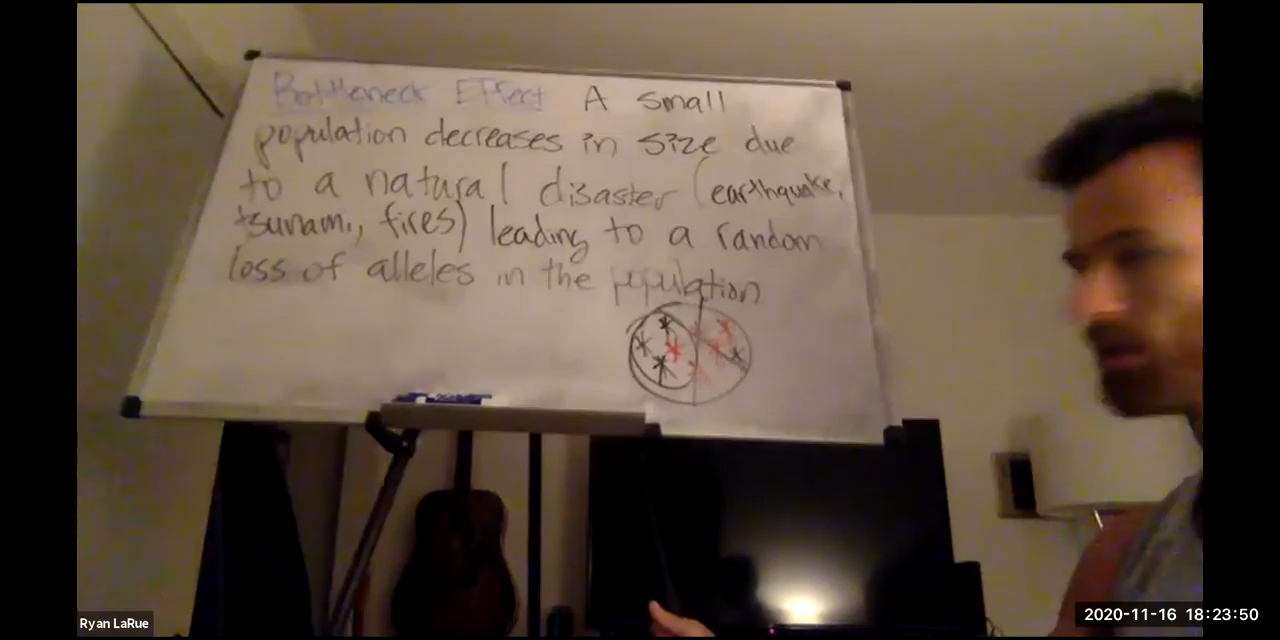 Bottleneck Effect A small
population decreases in size due
to a natural disaster (earthquake,
tsunami, fires) leading to a random
loss of alleles in the population
Ryan LaRue
2020-11-16 18:23:50